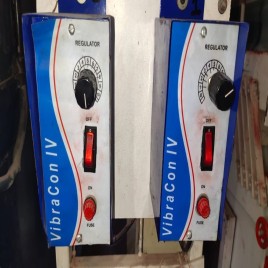 REGULATOR
OFF
ON
FUSE
VibraCon IV
REGULATOR
OFF
ON
FUSE
VibraCon IV